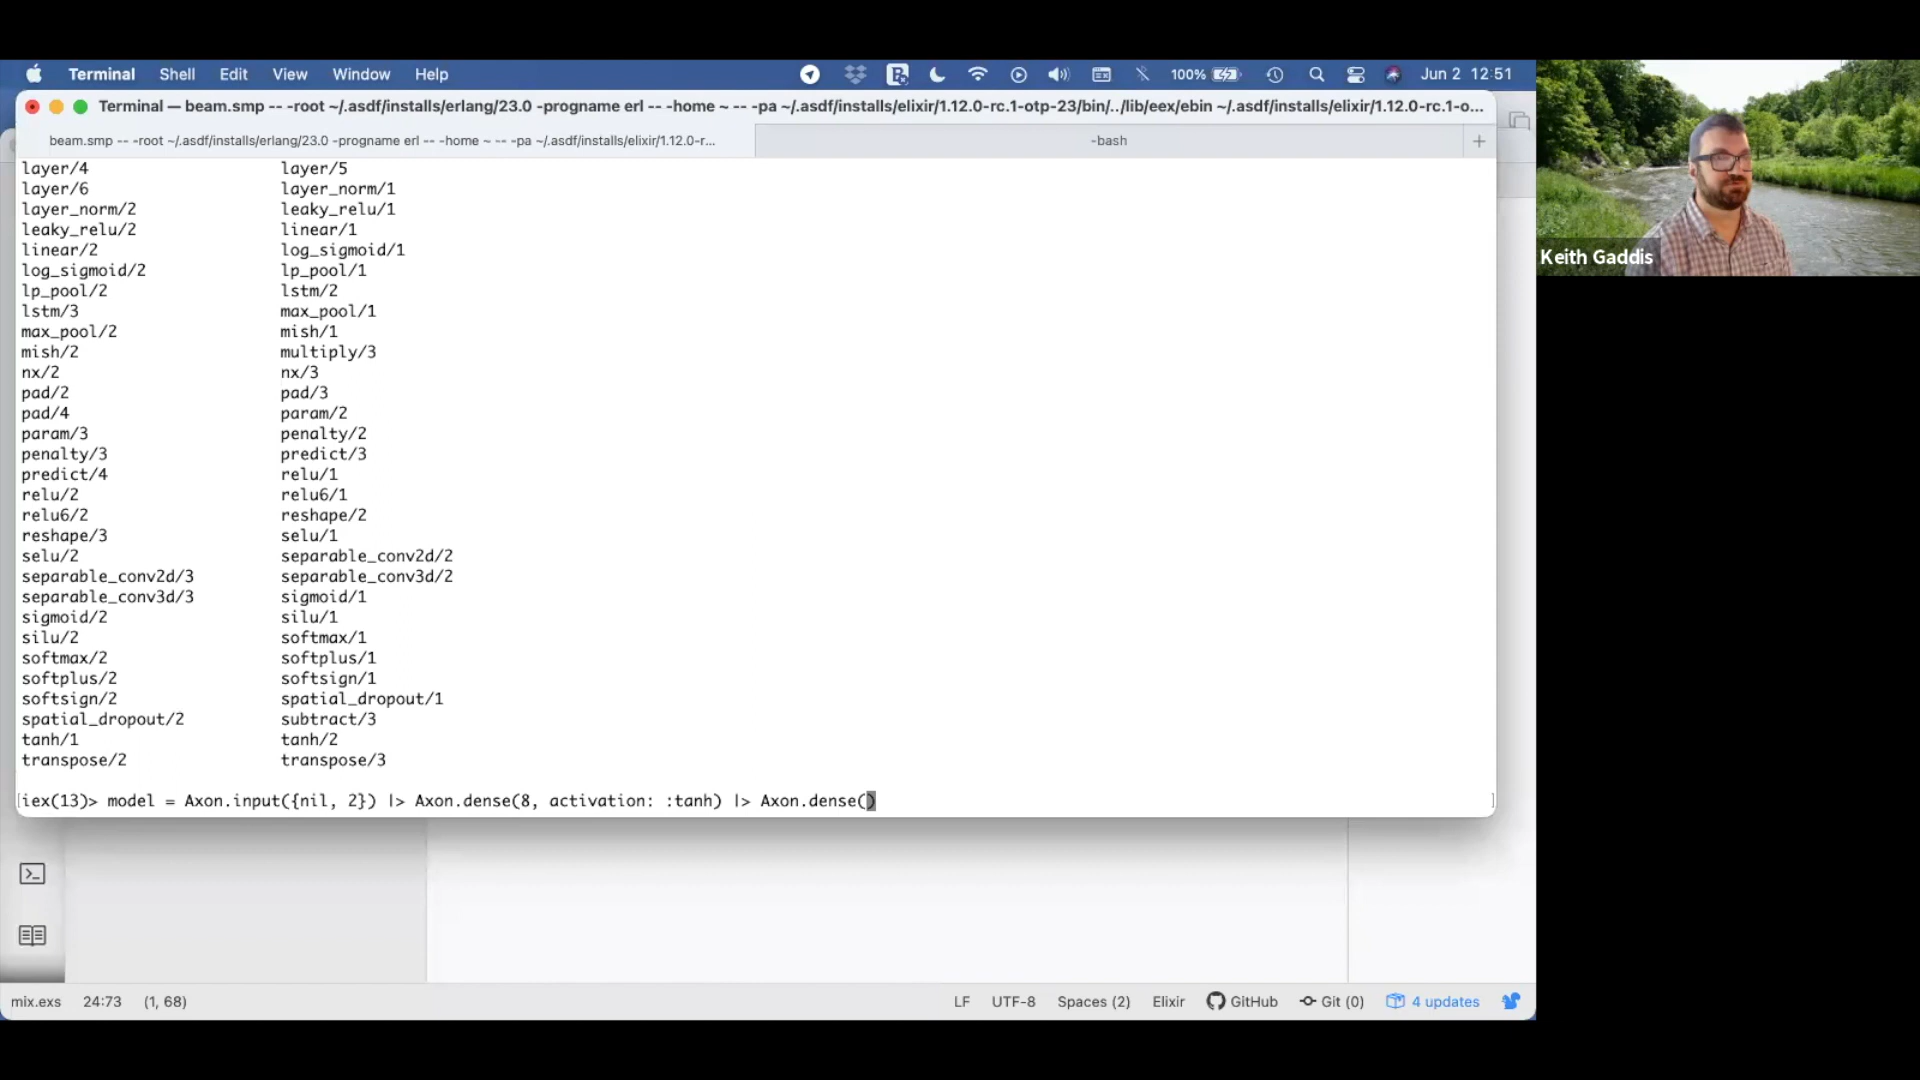 Terminal Shell Edit View Window Help 100% Jun 2 12:51
Terminal — beam.smp -- -root ~/.asdf/installs/erlang/23.0 -progname erl -- -home ~ -- -pa ~/.asdf/installs/elixir/1.12.0-rc.1-otp-23/bin/../lib/eex/ebin ~/.asdf/installs/elixir/1.12.0-rc.1-o...
beam.smp -- -root ~/.asdf/installs/erlang/23.0 -progname erl -- -home ~ -- -pa ~/.asdf/installs/elixir/1.12.0-r... -bash
layer/4 layer/5
layer/6 layer_norm/1
layer_norm/2 leaky_relu/1
leaky_relu/2 linear/1
linear/2 log_sigmoid/1
log_sigmoid/2 lp_pool/1
lp_pool/2 lstm/2
lstm/3 max_pool/1
max_pool/2 mish/1
mish/2 multiply/3
nx/2 nx/3
pad/2 pad/3
pad/4 param/2
param/3 penalty/2
penalty/3 predict/3
predict/4 relu/1
relu/2 relu6/1
relu6/2 reshape/2
reshape/3 selu/1
selu/2 separable_conv2d/2
separable_conv2d/3 separable_conv3d/2
separable_conv3d/3 sigmoid/1
sigmoid/2 silu/1
silu/2 softmax/1
softmax/2 softplus/1
softplus/2 softsign/1
softsign/2 spatial_dropout/1
spatial_dropout/2 subtract/3
tanh/1 tanh/2
transpose/2 transpose/3
iex(13)> model = Axon.input({nil, 2}) |> Axon.dense(8, activation: :tanh) |> Axon.dense()
mix.exs 24:73 (1, 68) LF UTF-8 Spaces (2) Elixir GitHub Git (0) 4 updates
Keith Gaddis